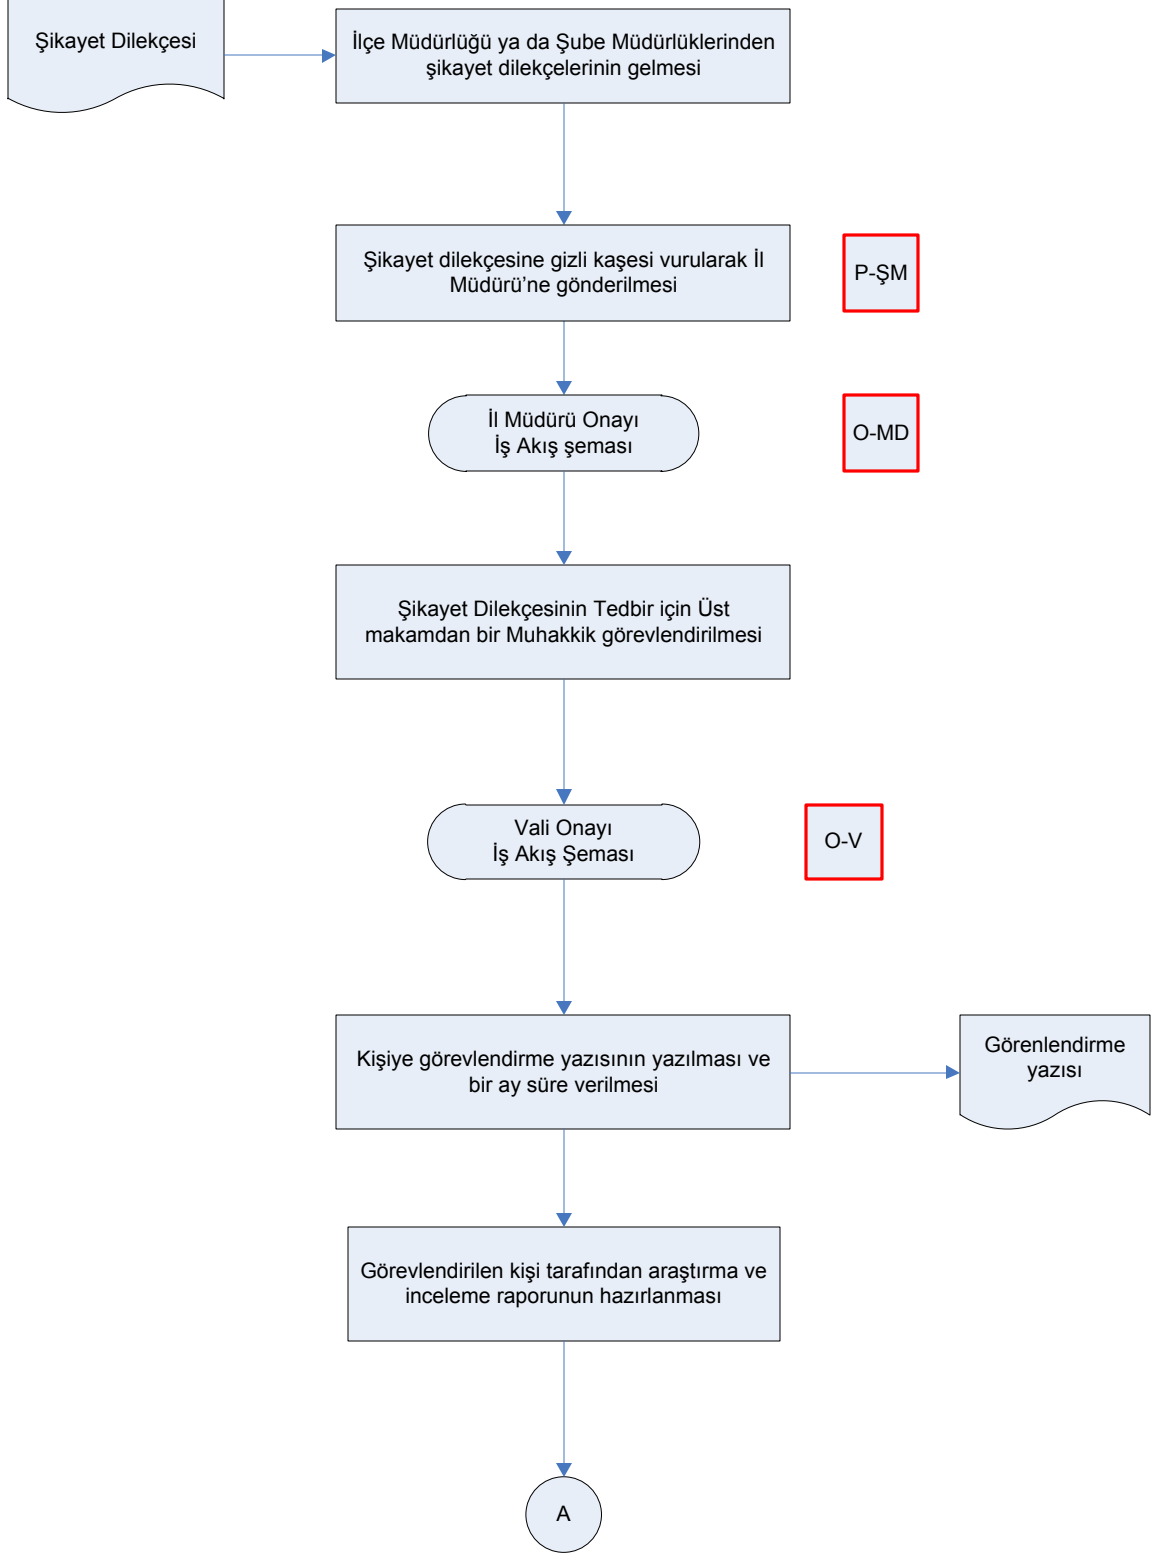 Şikayet Dilekçesi
İlçe Müdürlüğü ya da Şube Müdürlüklerinden
şikayet dilekçelerinin gelmesi
Şikayet dilekçesine gizli kaşesi vurularak İl
Müdürü’ne gönderilmesi
P-ŞM
İl Müdürü Onayı
İş Akış şeması
O-MD
Şikayet Dilekçesinin Tedbir için Üst
makamdan bir Muhakkik görevlendirilmesi
Vali Onayı
İş Akış Şeması
O-V
Kişiye görevlendirme yazısının yazılması ve
bir ay süre verilmesi
Görenlendirme
yazısı
Görevlendirilen kişi tarafından araştırma ve
inceleme raporunun hazırlanması
A